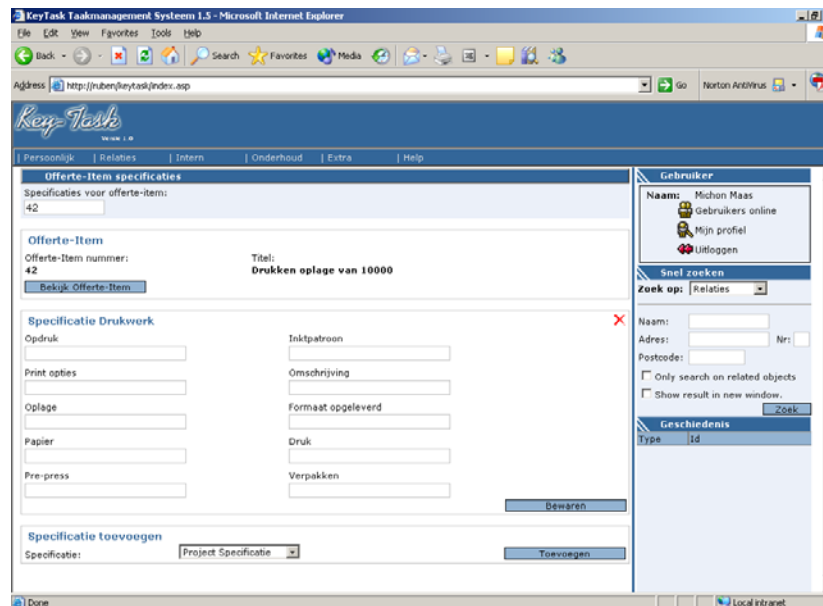 KeyTask Taakmanagement Systeem 1.5 - Microsoft Internet Explorer
File Edit View Favorites Tools Help
Back Search Favorites Media
Address http://ruben/keytask/index.asp Go Norton AntiVirus
Key-Task
Versie 1.0
| Persoonlijk | Relaties | Intern | Onderhoud | Extra | Help
Offerte-Item specificaties
Specificaties voor offerte-item:
42
Offerte-Item
Offerte-Item nummer: Titel:
42 Drukken oplage van 10000
Bekijk Offerte-Item
Specificatie Drukwerk
Opdruk Inktpatroon
Print opties Omschrijving
Oplage Formaat opgeleverd
Papier Druk
Pre-press Verpakken
Bewaren
Specificatie toevoegen
Specificatie: Project Specificatie Toevoegen
Gebruiker
Naam: Michon Maas
Gebruikers online
Mijn profiel
Uitloggen
Snel zoeken
Zoek op: Relaties
Naam:
Adres: Nr:
Postcode:
Only search on related objects
Show result in new window.
Zoek
Geschiedenis
Type Id
Done Local intranet